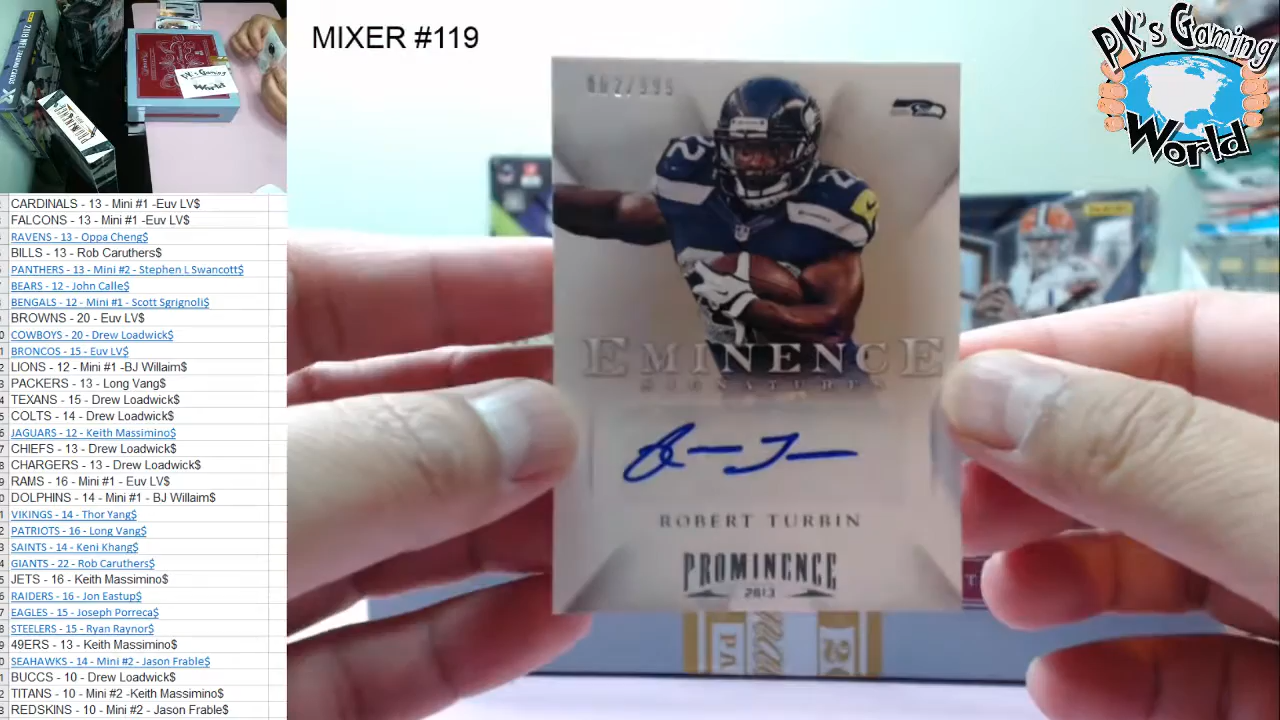 MIXER #119
PK's Gaming
World
CARDINALS - 13 - Mini #1 -Euv LV$
FALCONS - 13 - Mini #1 -Euv LV$
RAVENS - 13 - Oppa Cheng$
BILLS - 13 - Rob Caruthers$
PANTHERS - 13 - Mini #2 - Stephen L Swancott$
BEARS - 12 - John Calle$
BENGALS - 12 - Mini #1 - Scott Sgrignoli$
BROWNS - 20 - Euv LV$
COWBOYS - 20 - Drew Loadwick$
BRONCOS - 15 - Euv LV$
LIONS - 12 - Mini #1 -BJ Willaim$
PACKERS - 13 - Long Vang$
TEXANS - 15 - Drew Loadwick$
COLTS - 14 - Drew Loadwick$
JAGUARS - 12 - Keith Massimino$
CHIEFS - 13 - Drew Loadwick$
CHARGERS - 13 - Drew Loadwick$
RAMS - 16 - Mini #1 - Euv LV$
DOLPHINS - 14 - Mini #1 - BJ Willaim$
VIKINGS - 14 - Thor Yang$
PATRIOTS - 16 - Long Vang$
SAINTS - 14 - Keni Khang$
GIANTS - 22 - Rob Caruthers$
JETS - 16 - Keith Massimino$
RAIDERS - 16 - Jon Eastup$
EAGLES - 15 - Joseph Porreca$
STEELERS - 15 - Ryan Raynor$
49ERS - 13 - Keith Massimino$
SEAHAWKS - 14 - Mini #2 - Jason Frable$
BUCCS - 10 - Drew Loadwick$
TITANS - 10 - Mini #2 -Keith Massimino$
REDSKINS - 10 - Mini #2 - Jason Frable$
22
EMINENCE
SIGNATURES
ROBERT TURBIN
PROMINENCE
2013